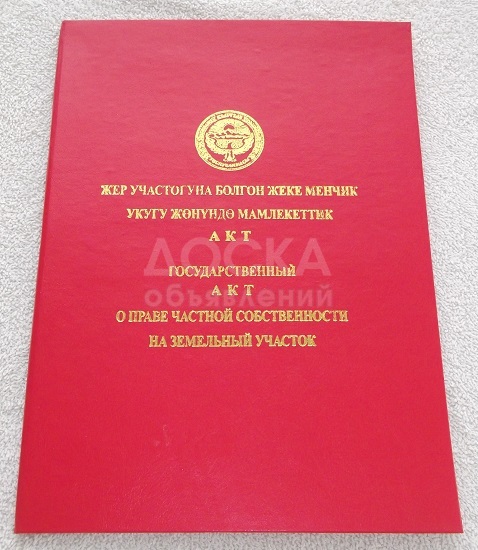 ЖЕР УЧАСТОГУНА БОЛГОН ЖЕКЕ МЕНЧИК
УКУГУ ЖӨНҮНДӨ МАМЛЕКЕТТИК
АКТ
ДОСКА
объявлений
ГОСУДАРСТВЕННЫЙ
АКТ
О ПРАВЕ ЧАСТНОЙ СОБСТВЕННОСТИ
НА ЗЕМЕЛЬНЫЙ УЧАСТОК